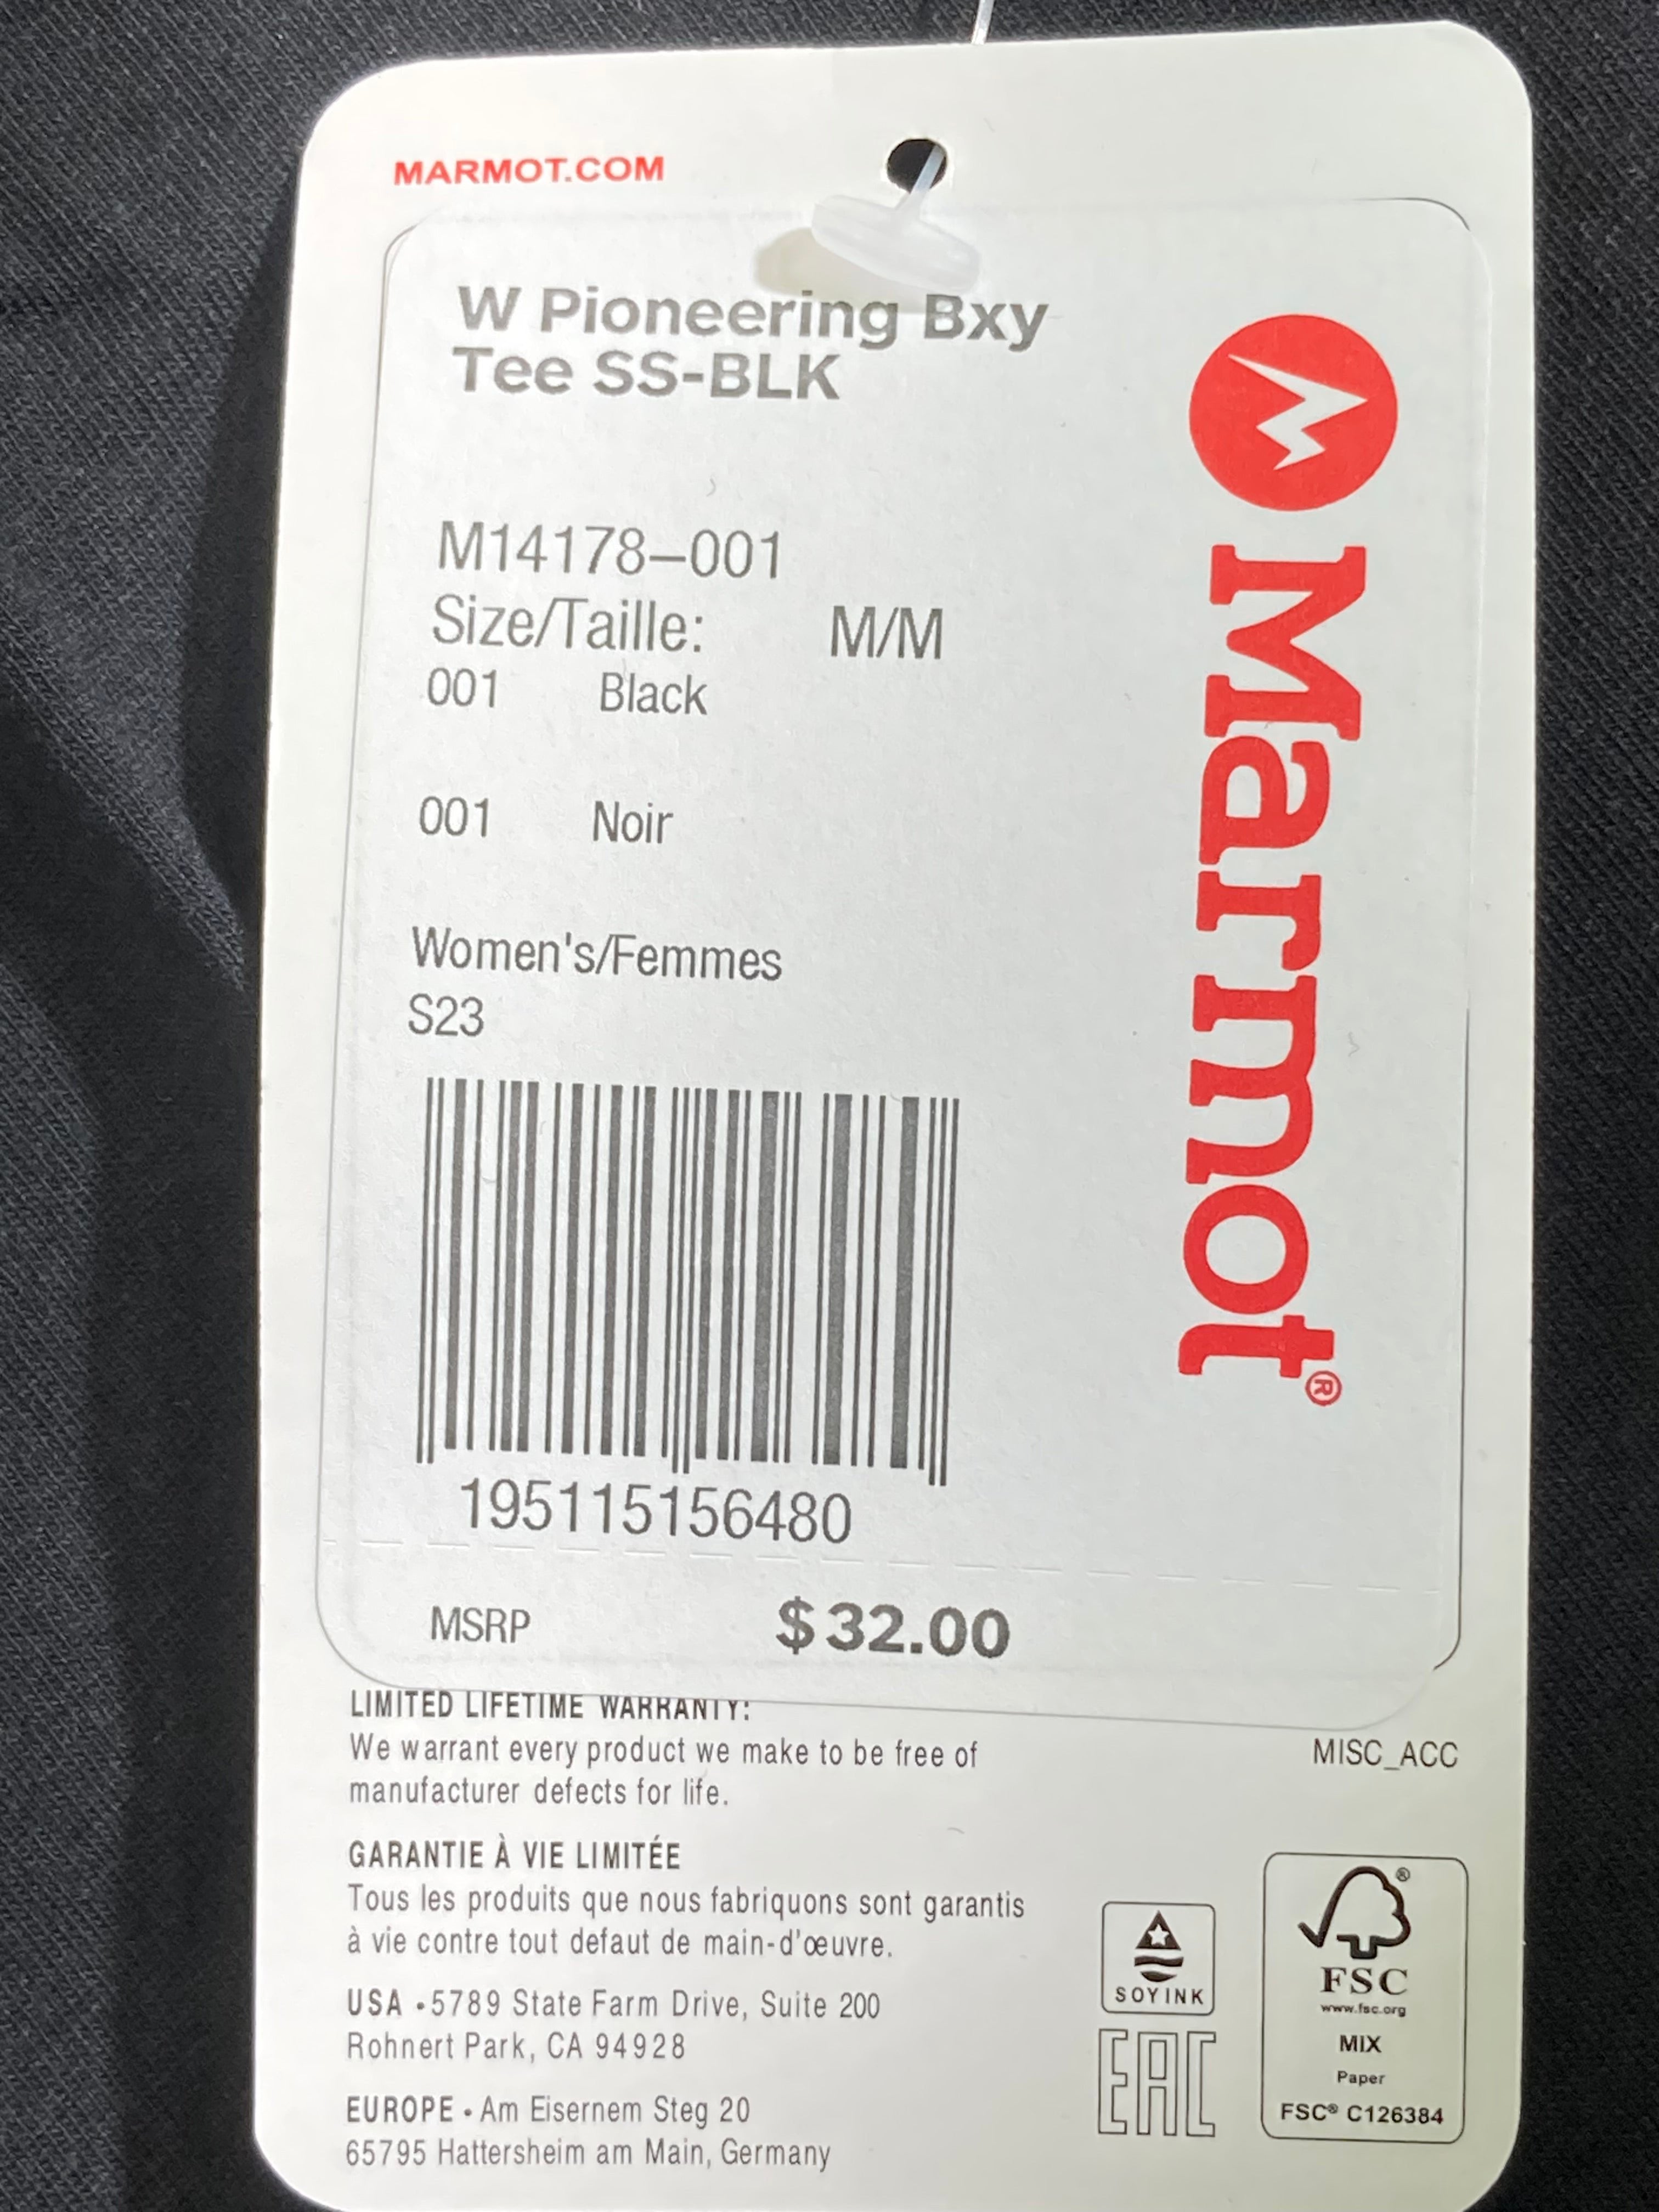 MARMOT.COM
W Pioneering Bxy
Tee SS-BLK
M14178-001
Size/Taille: M/M
001 Black
001 Noir
Women's/Femmes
S23
195115156480
MSRP $32.00
Marmot®
LIMITED LIFETIME WARRANTY:
We warrant every product we make to be free of
manufacturer defects for life.
MISC_ACC
GARANTIE À VIE LIMITÉE
Tous les produits que nous fabriquons sont garantis
à vie contre tout defaut de main-d'œuvre.
USA • 5789 State Farm Drive, Suite 200
Rohnert Park, CA 94928
EUROPE • Am Eisernem Steg 20
65795 Hattersheim am Main, Germany
SOYINK
EAC
®
FSC
www.fsc.org
MIX
Paper
FSC® C126384